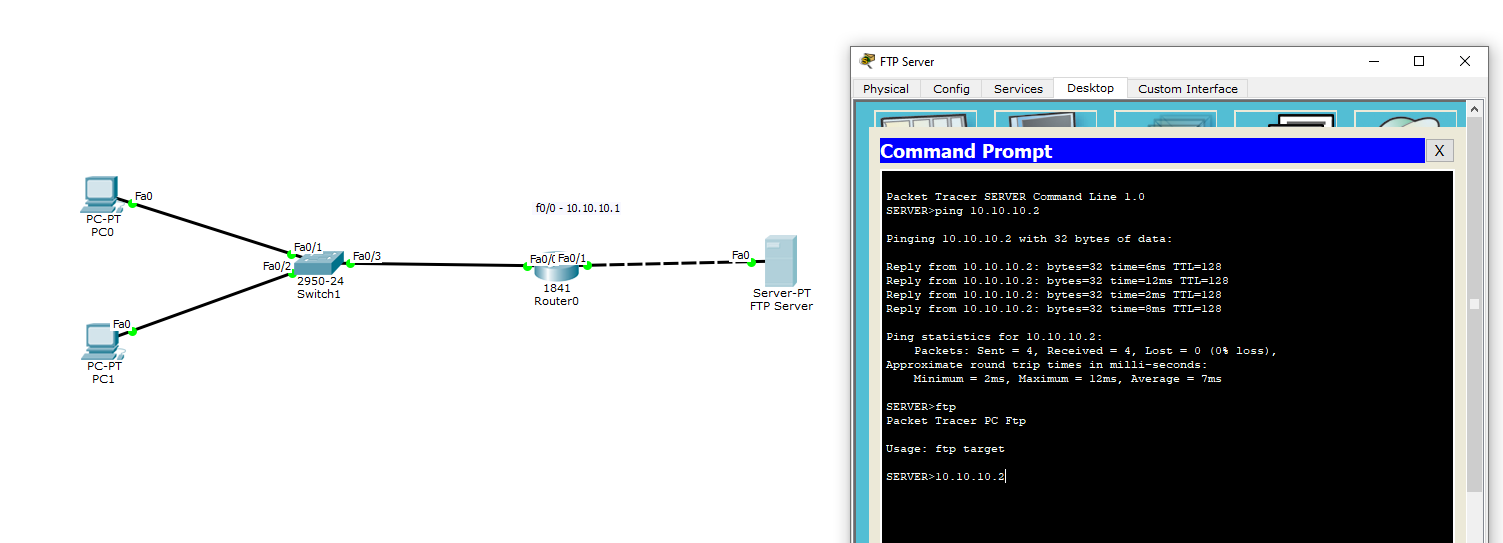 FTP Server
Physical Config Services Desktop Custom Interface
Command Prompt
X
Packet Tracer SERVER Command Line 1.0
SERVER>ping 10.10.10.2
Pinging 10.10.10.2 with 32 bytes of data:
Reply from 10.10.10.2: bytes=32 time=6ms TTL=128
Reply from 10.10.10.2: bytes=32 time=12ms TTL=128
Reply from 10.10.10.2: bytes=32 time=2ms TTL=128
Reply from 10.10.10.2: bytes=32 time=8ms TTL=128
Ping statistics for 10.10.10.2:
Packets: Sent = 4, Received = 4, Lost = 0 (0% loss),
Approximate round trip times in milli-seconds:
Minimum = 2ms, Maximum = 12ms, Average = 7ms
SERVER>ftp
Packet Tracer PC Ftp
Usage: ftp target
SERVER>10.10.10.2
Fa0
PC-PT
PC0
f0/0 - 10.10.10.1
Fa0/1
Fa0/2
Fa0/3
2950-24
Switch1
Fa0/1
1841
Router0
Fa0
Server-PT
FTP Server
Fa0
PC-PT
PC1